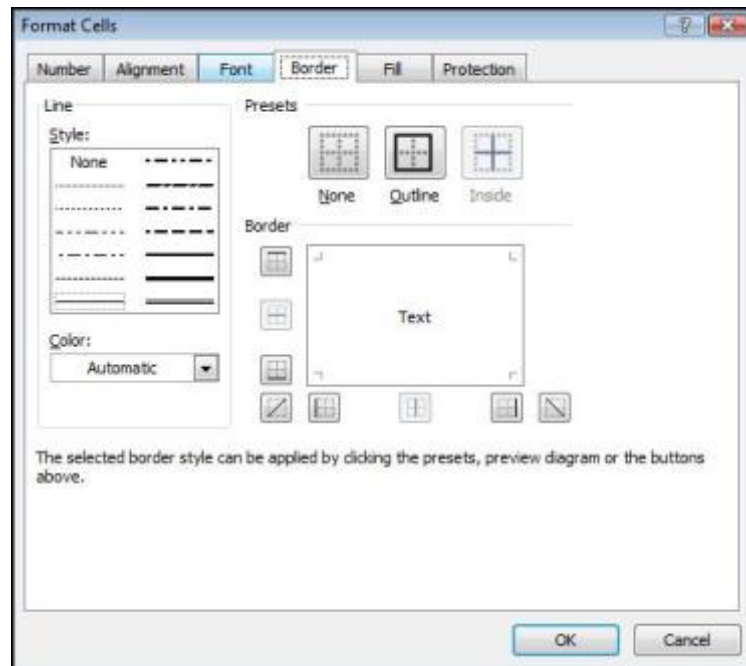 Format Cells
Number Alignment Font Border Fill Protection
Line
Presets
Style:
None
None Outline Inside
Border
Text
Color:
Automatic
The selected border style can be applied by clicking the presets, preview diagram or the buttons
above.
OK Cancel